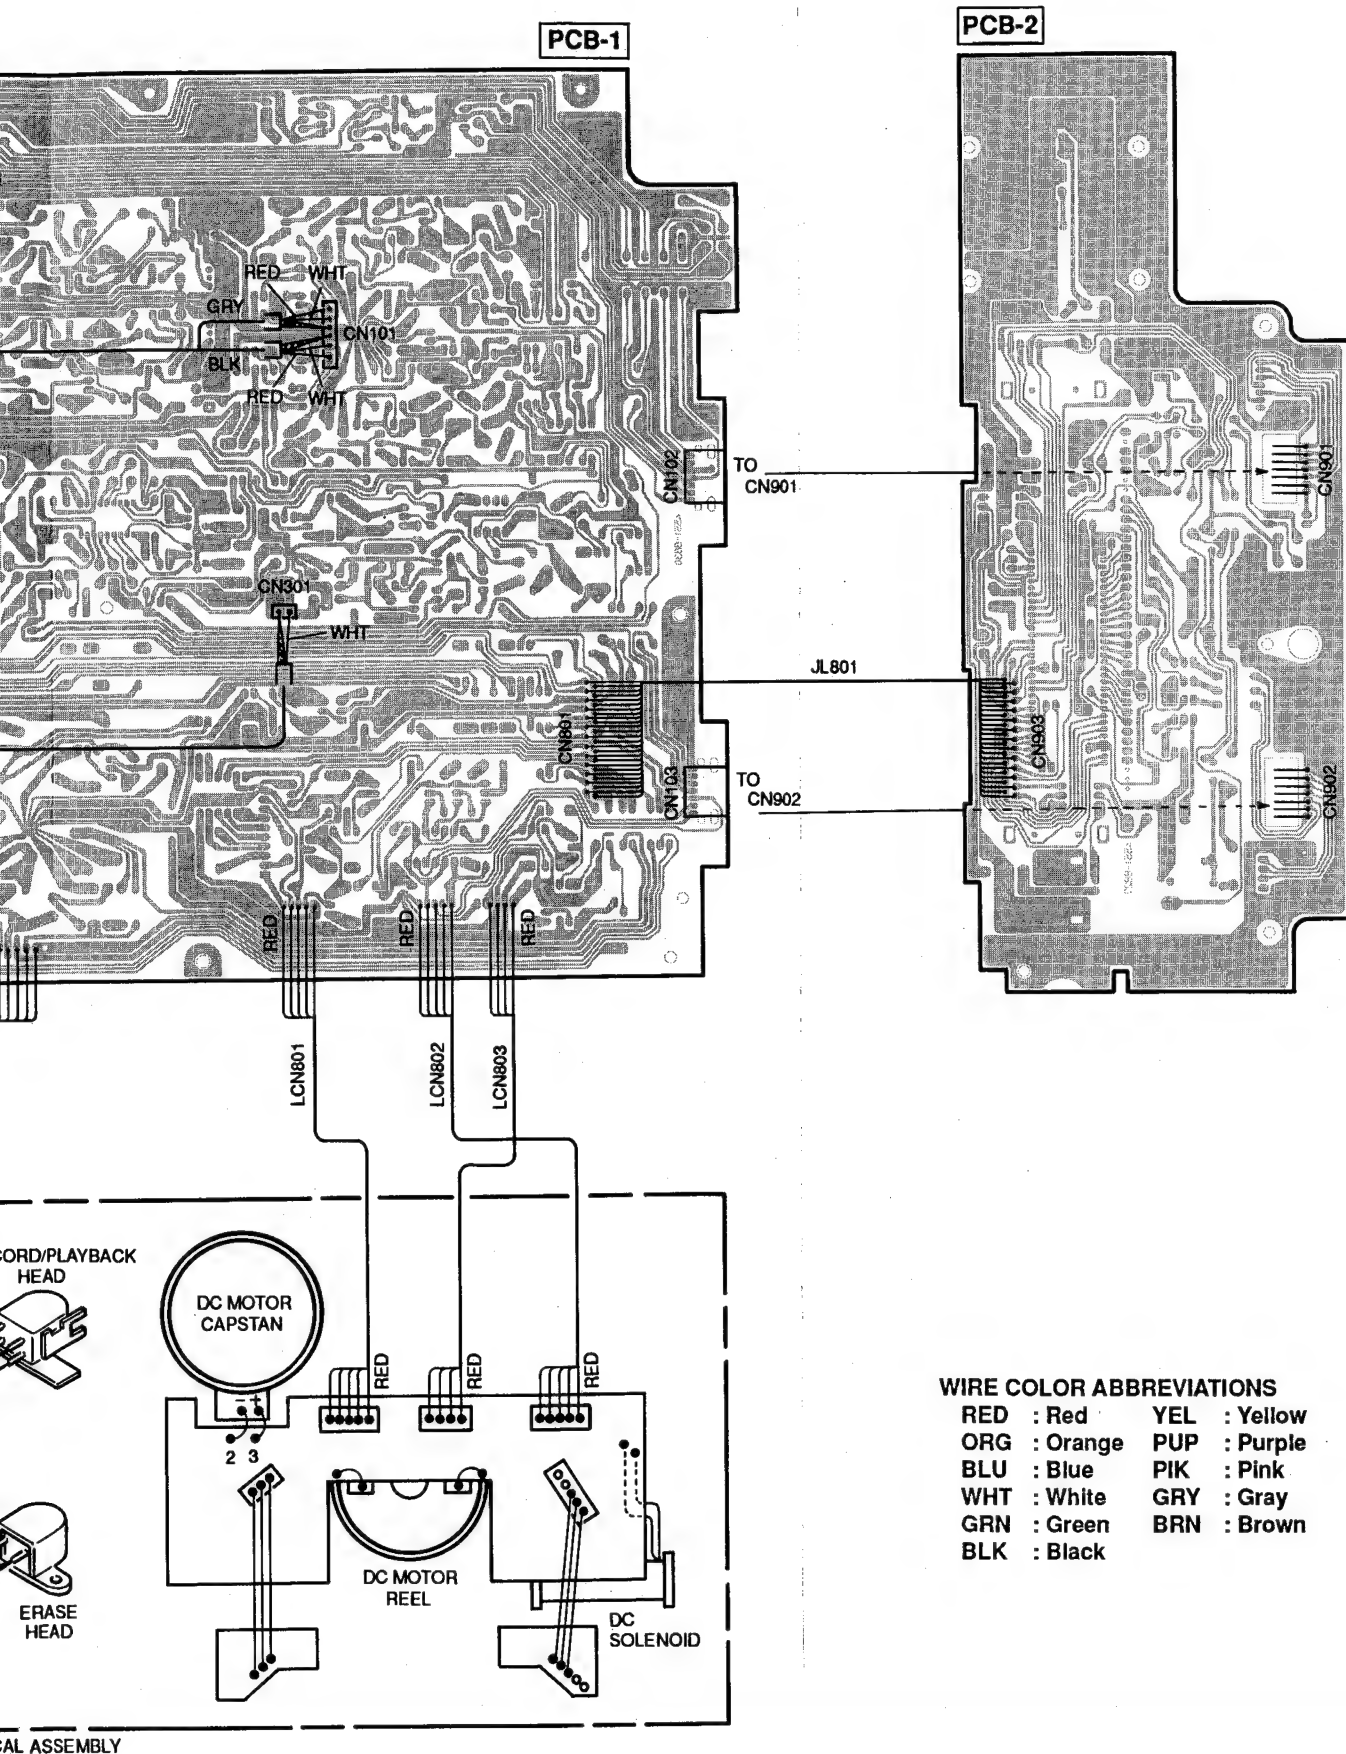 PCB-1
PCB-2
RED
WHT
GRY
CN101
BLK
RED
WHT
CN102
TO
CN901
CN901
CN301
WHT
JL801
CN801
CN903
CN103
TO
CN902
CN902
RED
RED
RED
LCN801
LCN802
LCN803
CORD/PLAYBACK
HEAD
DC MOTOR
CAPSTAN
RED
RED
RED
2 3
DC MOTOR
REEL
ERASE
HEAD
DC
SOLENOID
CAL ASSEMBLY
WIRE COLOR ABBREVIATIONS
RED : Red YEL : Yellow
ORG : Orange PUP : Purple
BLU : Blue PIK : Pink
WHT : White GRY : Gray
GRN : Green BRN : Brown
BLK : Black